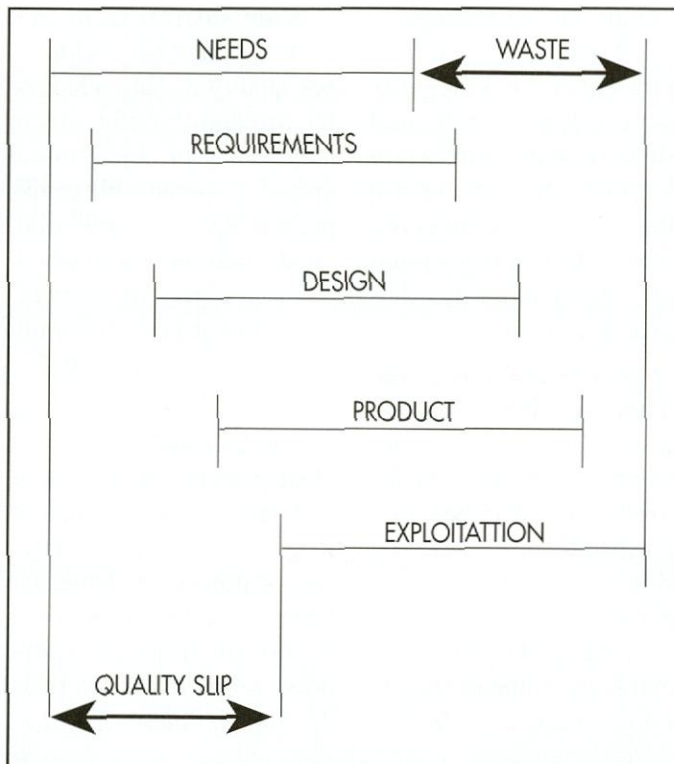 NEEDS WASTE
REQUIREMENTS
DESIGN
PRODUCT
EXPLOITATTION
QUALITY SLIP